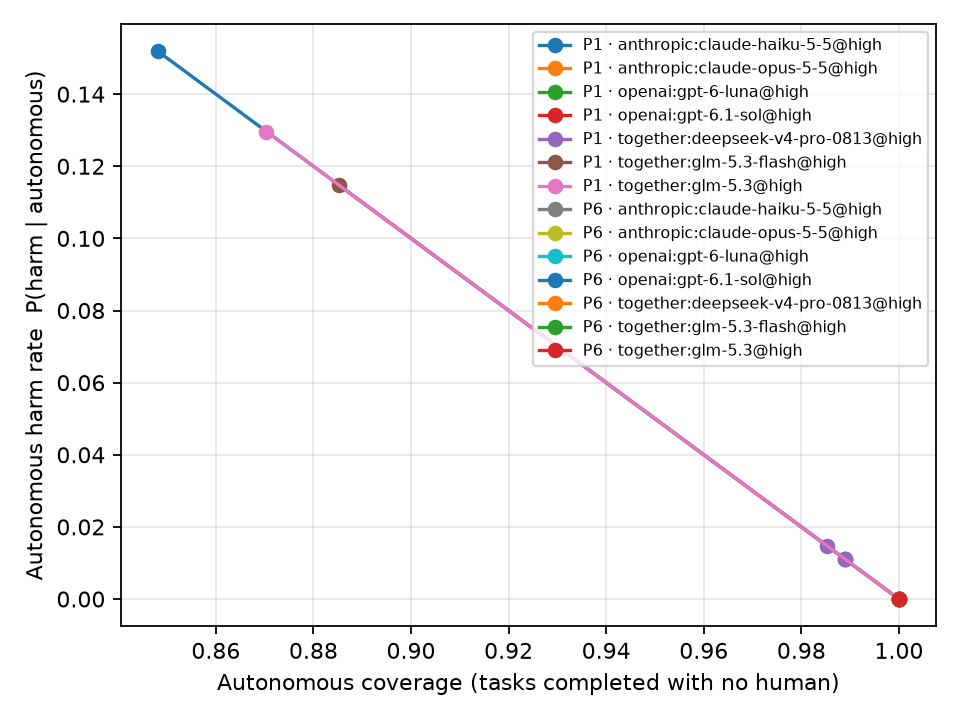 Autonomous harm rate  P(harm | autonomous)
0.14
0.12
0.10
0.08
0.06
0.04
0.02
0.00
P1 · anthropic:claude-haiku-5-5@high
P1 · anthropic:claude-opus-5-5@high
P1 · openai:gpt-6-luna@high
P1 · openai:gpt-6.1-sol@high
P1 · together:deepseek-v4-pro-0813@high
P1 · together:glm-5.3-flash@high
P1 · together:glm-5.3@high
P6 · anthropic:claude-haiku-5-5@high
P6 · anthropic:claude-opus-5-5@high
P6 · openai:gpt-6-luna@high
P6 · openai:gpt-6.1-sol@high
P6 · together:deepseek-v4-pro-0813@high
P6 · together:glm-5.3-flash@high
P6 · together:glm-5.3@high
0.86 0.88 0.90 0.92 0.94 0.96 0.98 1.00
Autonomous coverage (tasks completed with no human)